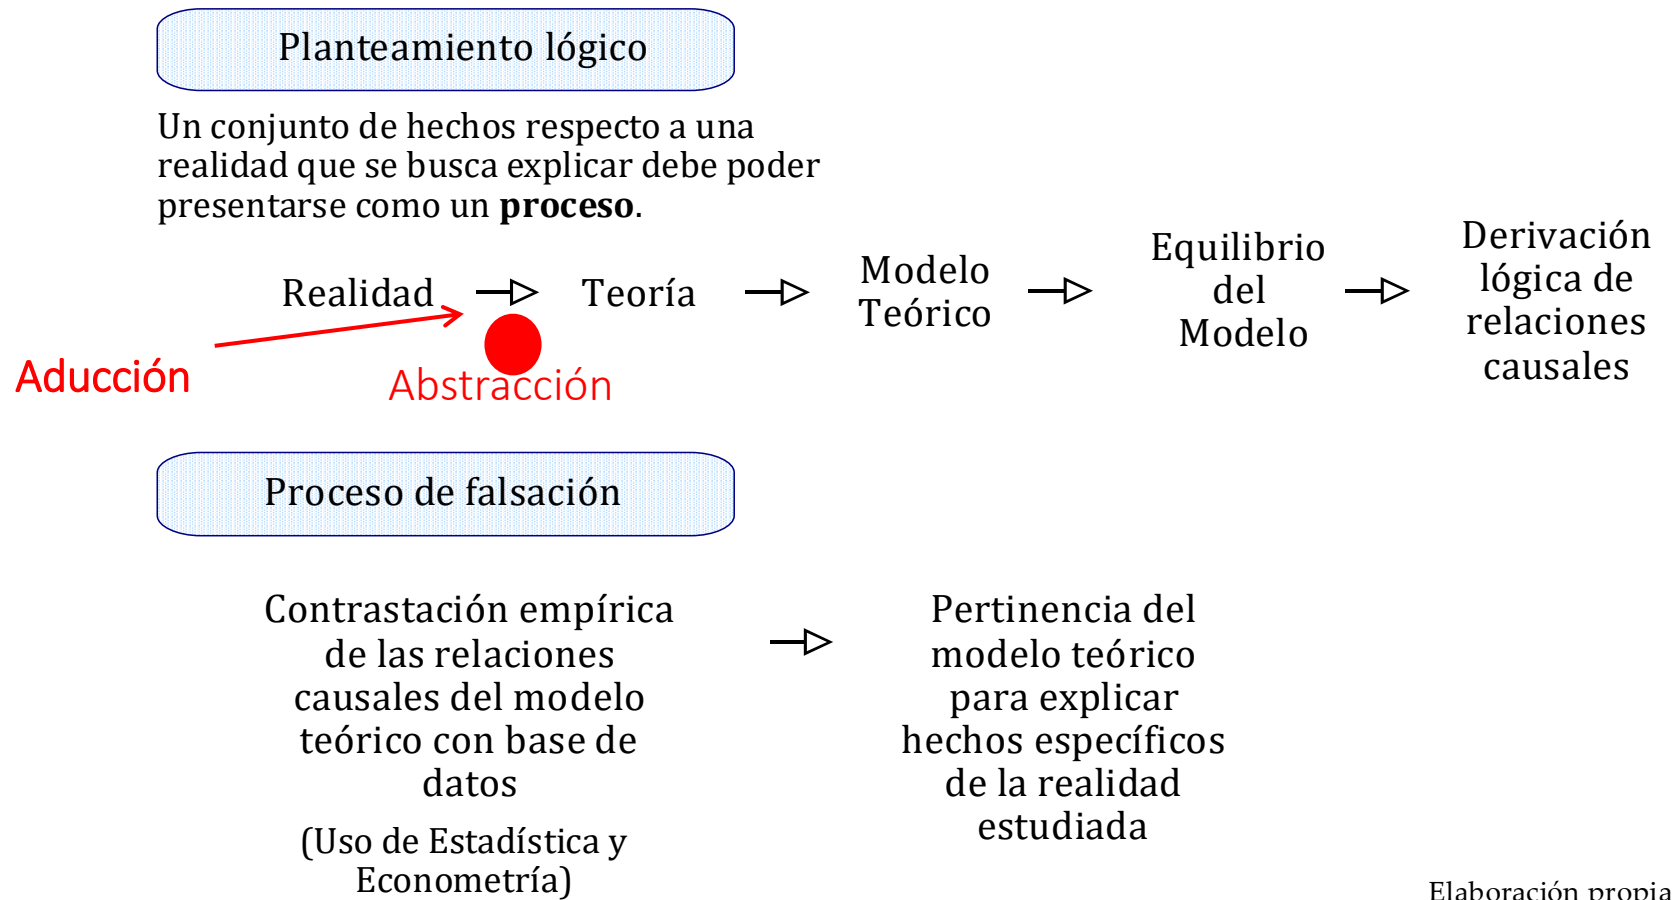 Planteamiento lógico
Un conjunto de hechos respecto a una
realidad que se busca explicar debe poder
presentarse como un proceso.
Realidad
Teoría
Modelo
Teórico
Equilibrio
del
Modelo
Derivación
lógica de
relaciones
causales
Aducción
Abstracción
Proceso de falsación
Contrastación empírica
de las relaciones
causales del modelo
teórico con base de
datos
(Uso de Estadística y
Econometría)
Pertinencia del
modelo teórico
para explicar
hechos específicos
de la realidad
estudiada
Elaboración propia